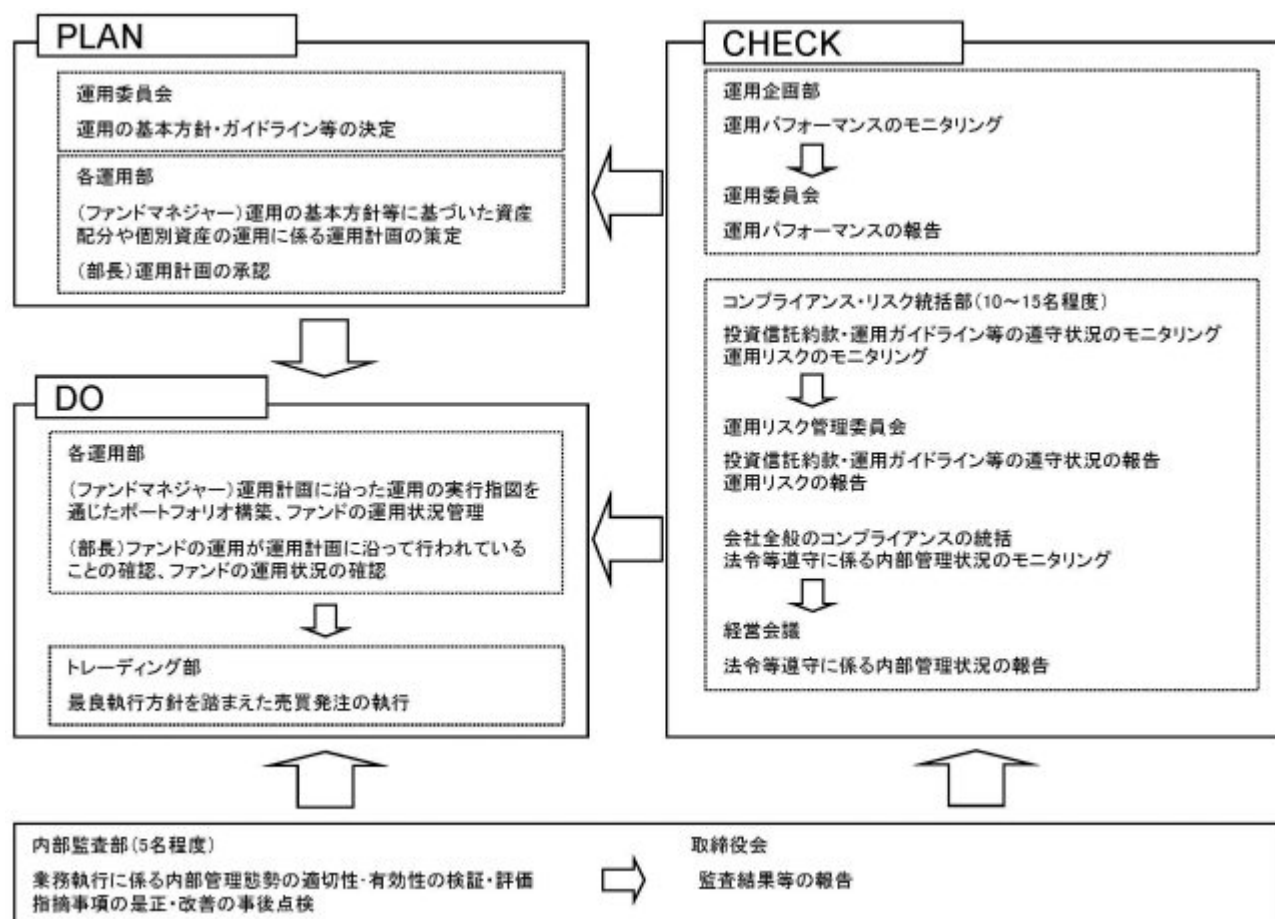 PLAN
運用委員会
運用の基本方針・ガイドライン等の決定
各運用部
(ファンドマネジャー)運用の基本方針等に基づいた資産
配分や個別資産の運用に係る運用計画の策定
(部長)運用計画の承認
DO
各運用部
(ファンドマネジャー)運用計画に沿った運用の実行指図を
通じたポートフォリオ構築、ファンドの運用状況管理
(部長)ファンドの運用が運用計画に沿って行われている
ことの確認、ファンドの運用状況の確認
トレーディング部
最良執行方針を踏まえた売買発注の執行
CHECK
運用企画部
運用パフォーマンスのモニタリング
運用委員会
運用パフォーマンスの報告
コンプライアンス・リスク統括部(10~15名程度)
投資信託約款・運用ガイドライン等の遵守状況のモニタリング
運用リスクのモニタリング
運用リスク管理委員会
投資信託約款・運用ガイドライン等の遵守状況の報告
運用リスクの報告
会社全般のコンプライアンスの統括
法令等遵守に係る内部管理状況のモニタリング
経営会議
法令等遵守に係る内部管理状況の報告
内部監査部(5名程度)
業務執行に係る内部管理態勢の適切性・有効性の検証・評価
指摘事項の是正・改善の事後点検
取締役会
監査結果等の報告